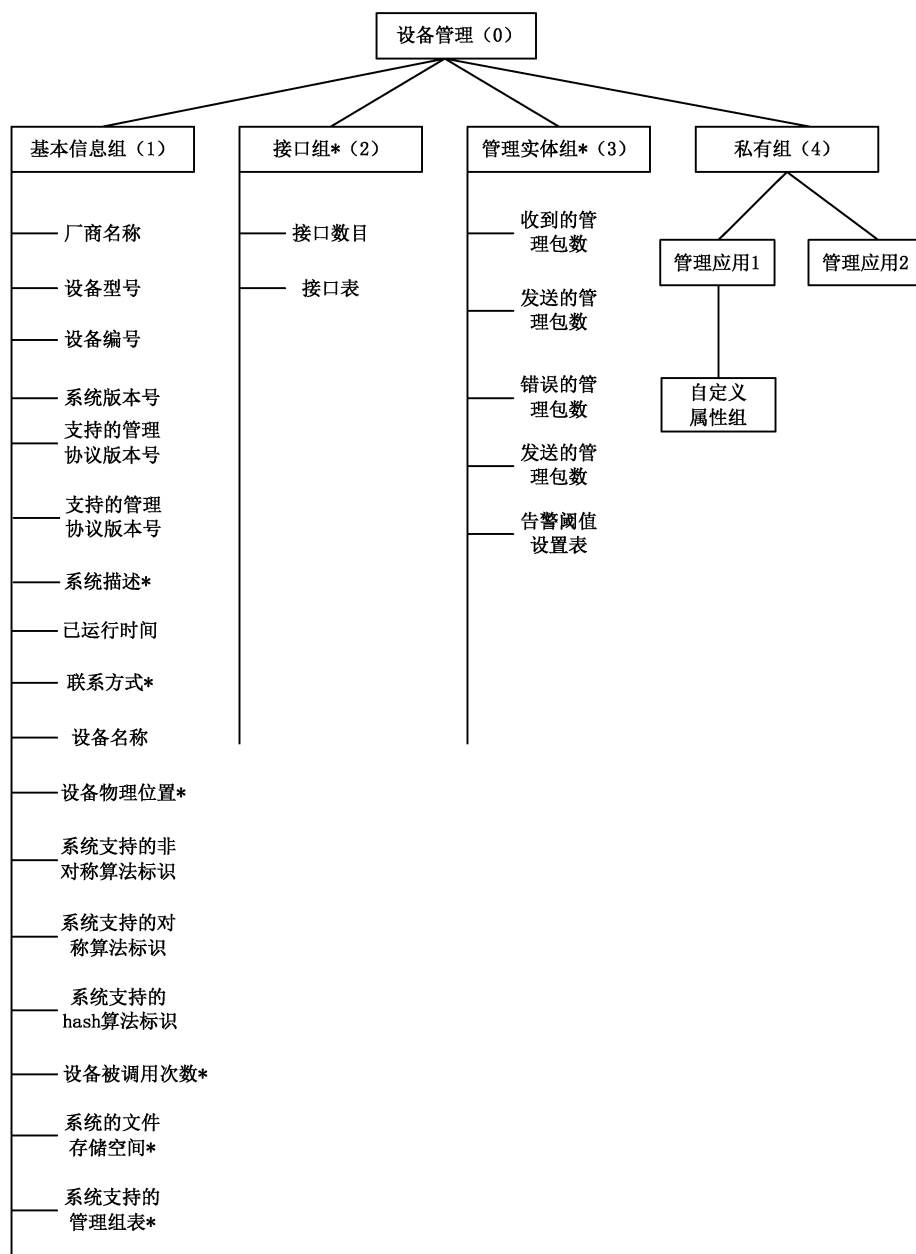 设备管理（0）
基本信息组（1）
接口组*（2）
管理实体组*（3）
私有组（4）
厂商名称
设备型号
设备编号
系统版本号
支持的管理
协议版本号
支持的管理
协议版本号
系统描述*
已运行时间
联系方式*
设备名称
设备物理位置*
系统支持的非
对称算法标识
系统支持的对
称算法标识
系统支持的
hash算法标识
设备被调用次数*
系统的文件
存储空间*
系统支持的
管理组表*
接口数目
接口表
收到的管
理包数
发送的管
理包数
错误的管
理包数
发送的管
理包数
告警阈值
设置表
管理应用1
管理应用2
自定义
属性组